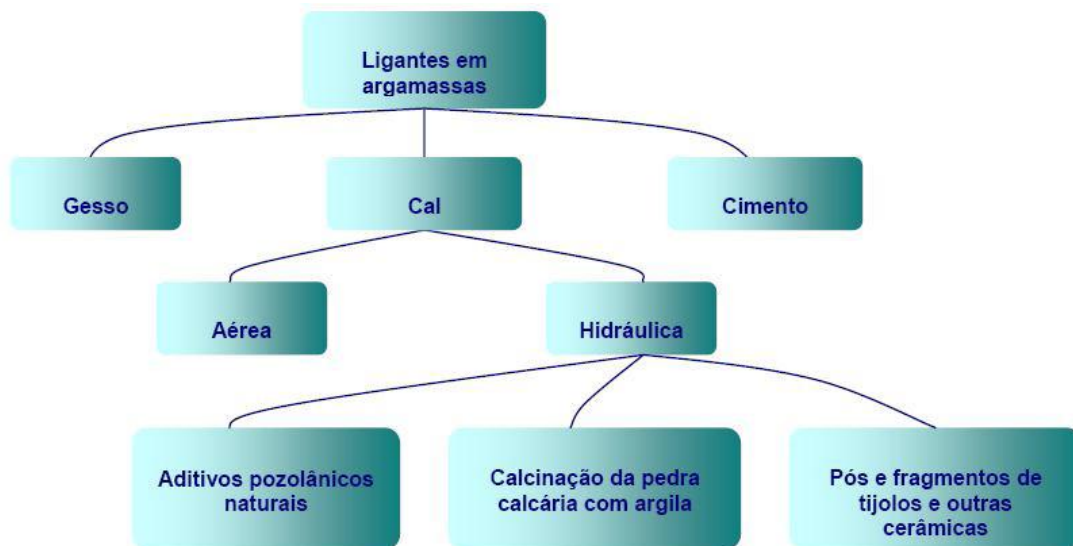 Ligantes em
argamassas
Gesso
Cal
Cimento
Aérea
Hidráulica
Aditivos pozolânicos
naturais
Calcinação da pedra
calcária com argila
Pós e fragmentos de
tijolos e outras
cerâmicas